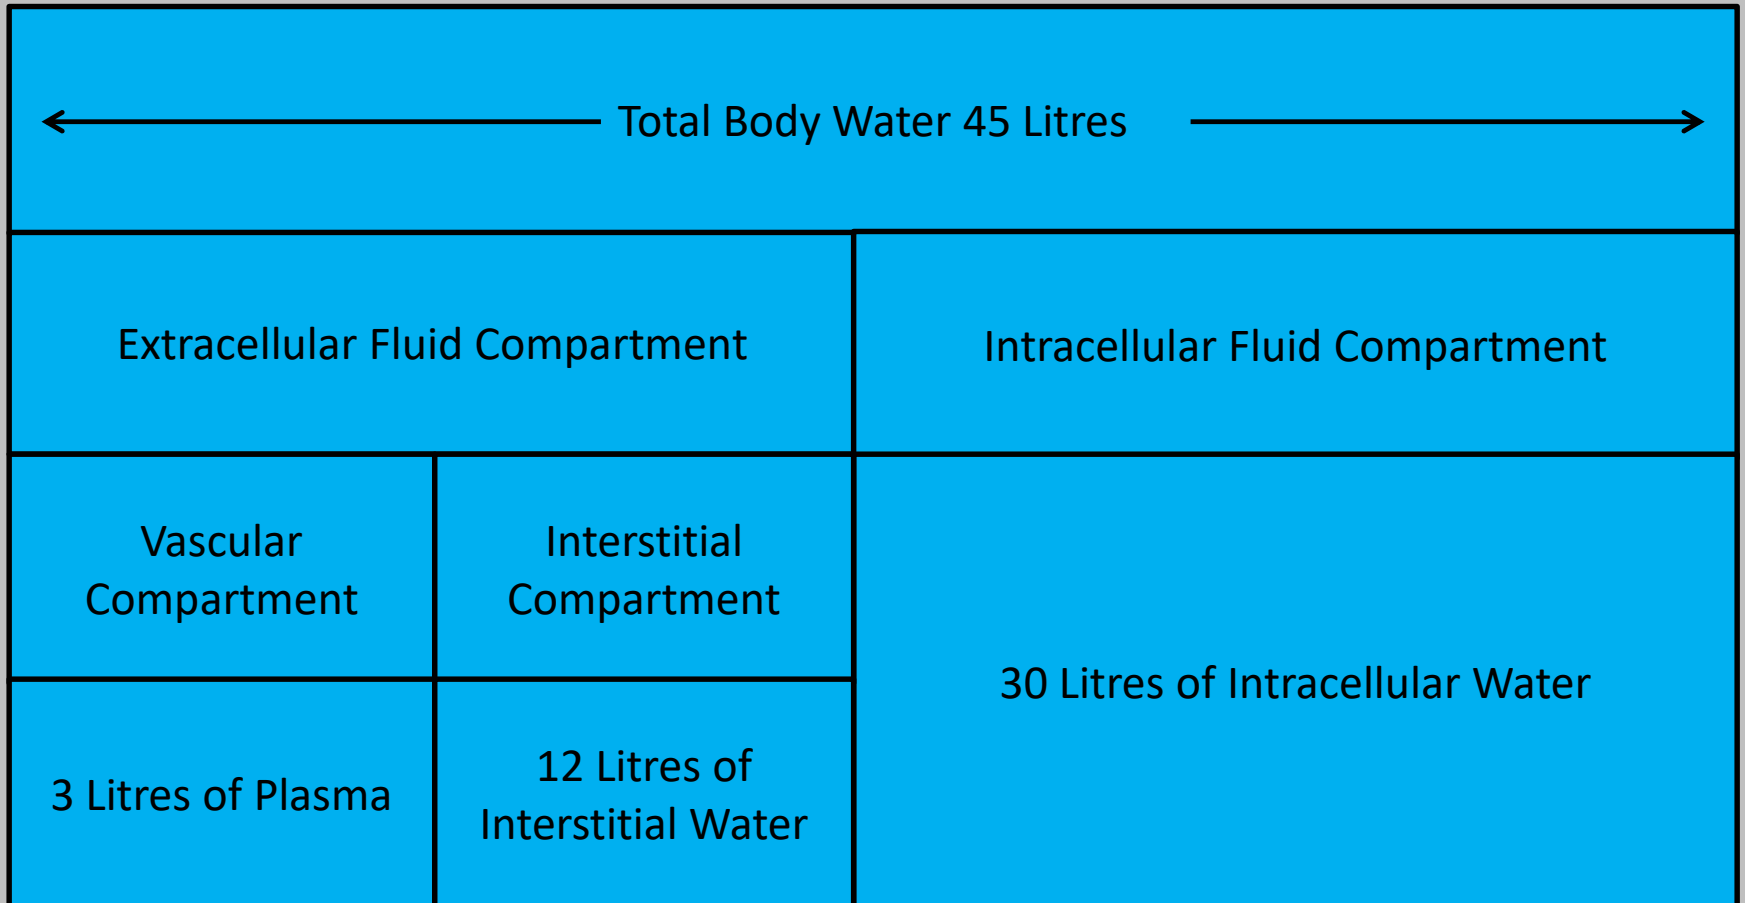 Total Body Water 45 Litres
Extracellular Fluid Compartment
Intracellular Fluid Compartment
Vascular
Compartment
Interstitial
Compartment
30 Litres of Intracellular Water
3 Litres of Plasma
12 Litres of
Interstitial Water